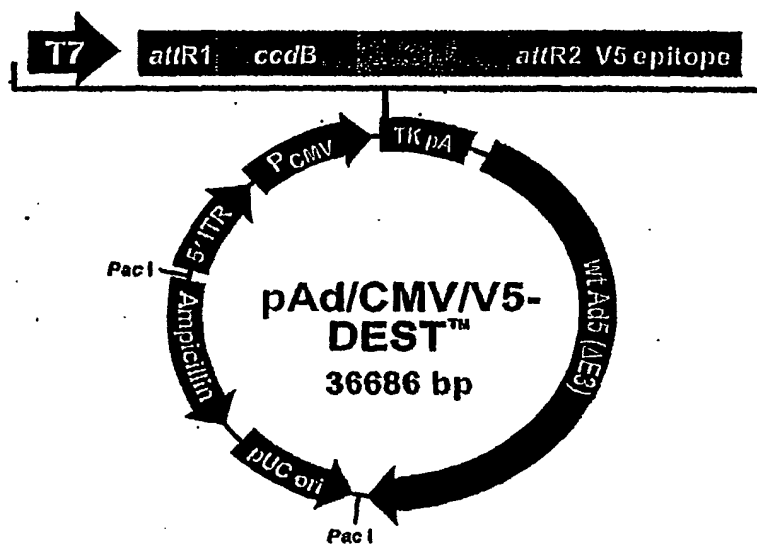 T7 attR1 ccdB attR2 V5 epitope
PCMV
TK pA
5' ITR
PacI
Ampicillin
pAd/CMV/V5-
DEST™
36686 bp
wt Ad5 (ΔE3)
pUC ori
PacI